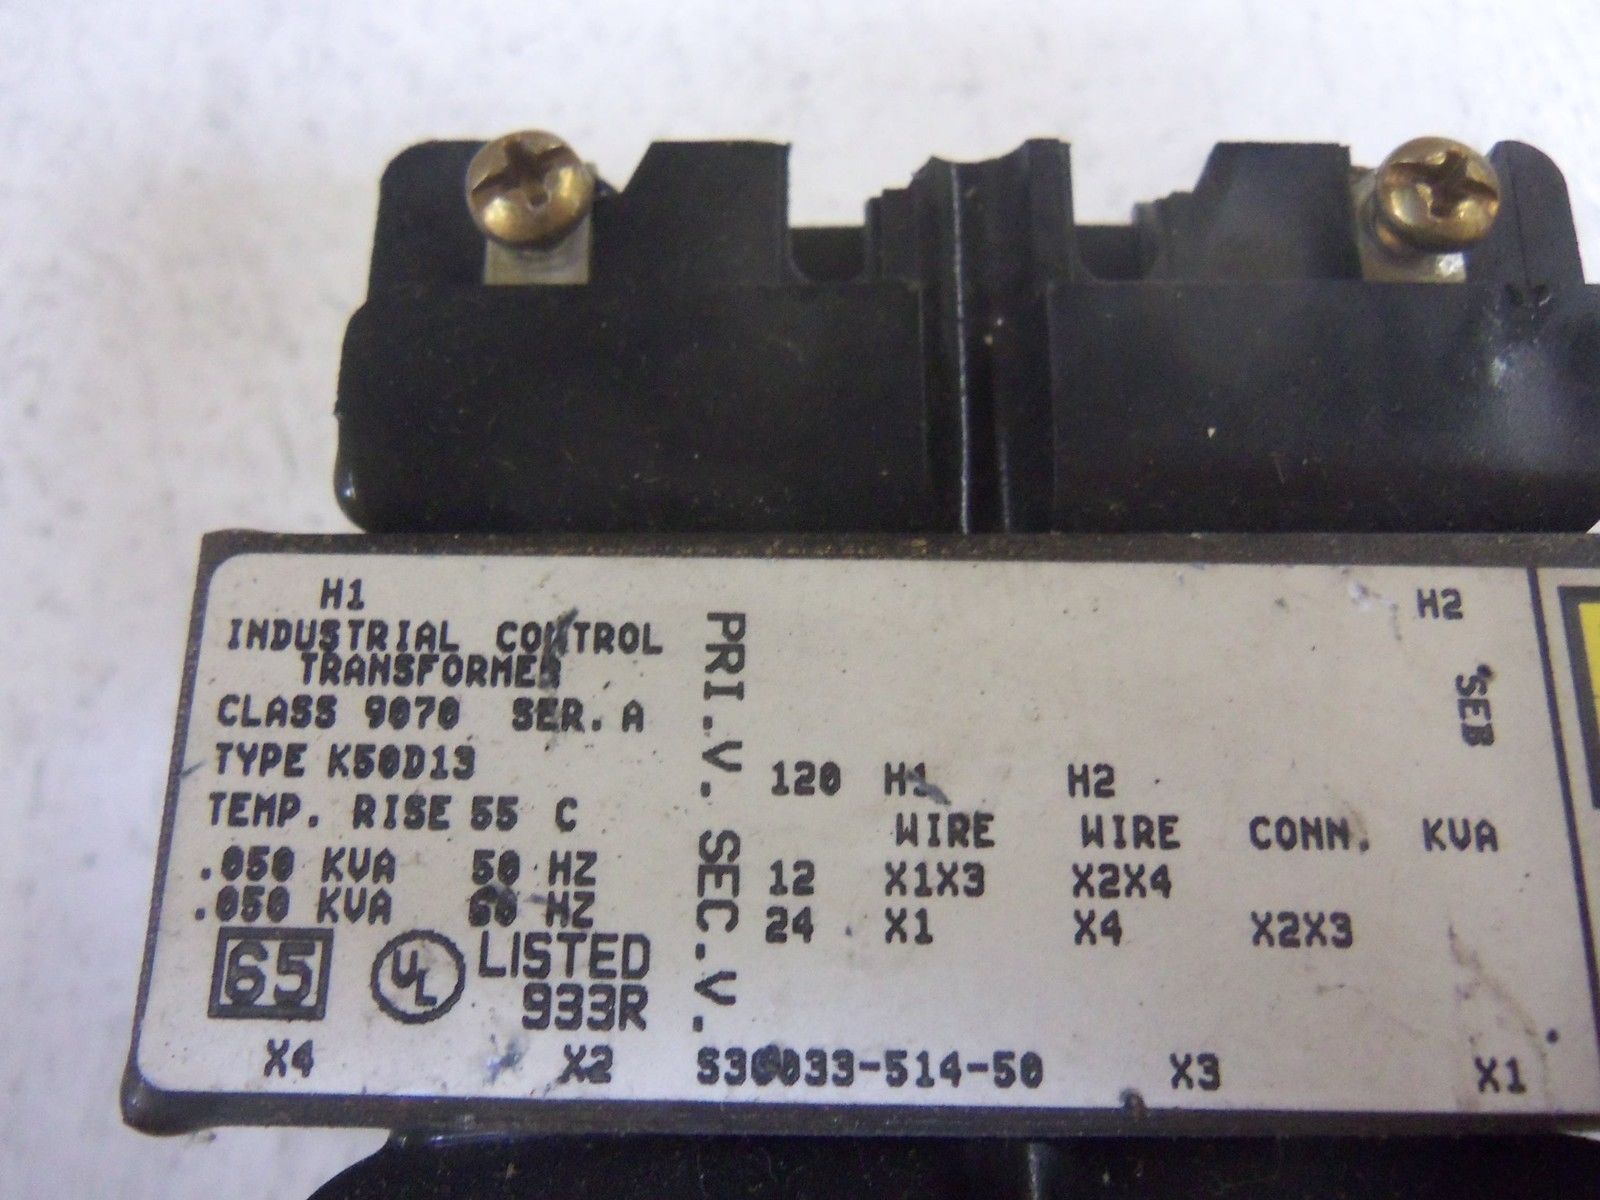 H1
H2
INDUSTRIAL CONTROL
TRANSFORMER
CLASS 9070 SER. A
TYPE K50D13
TEMP. RISE 55 C
.050 KVA 50 HZ
.050 KVA 60 HZ
65 UL LISTED
933R
PRI.V. SEC.V.
120 H1 H2
WIRE WIRE CONN. KVA
12 X1X3 X2X4
24 X1 X4 X2X3
SEB
X4 X2 X3 X1